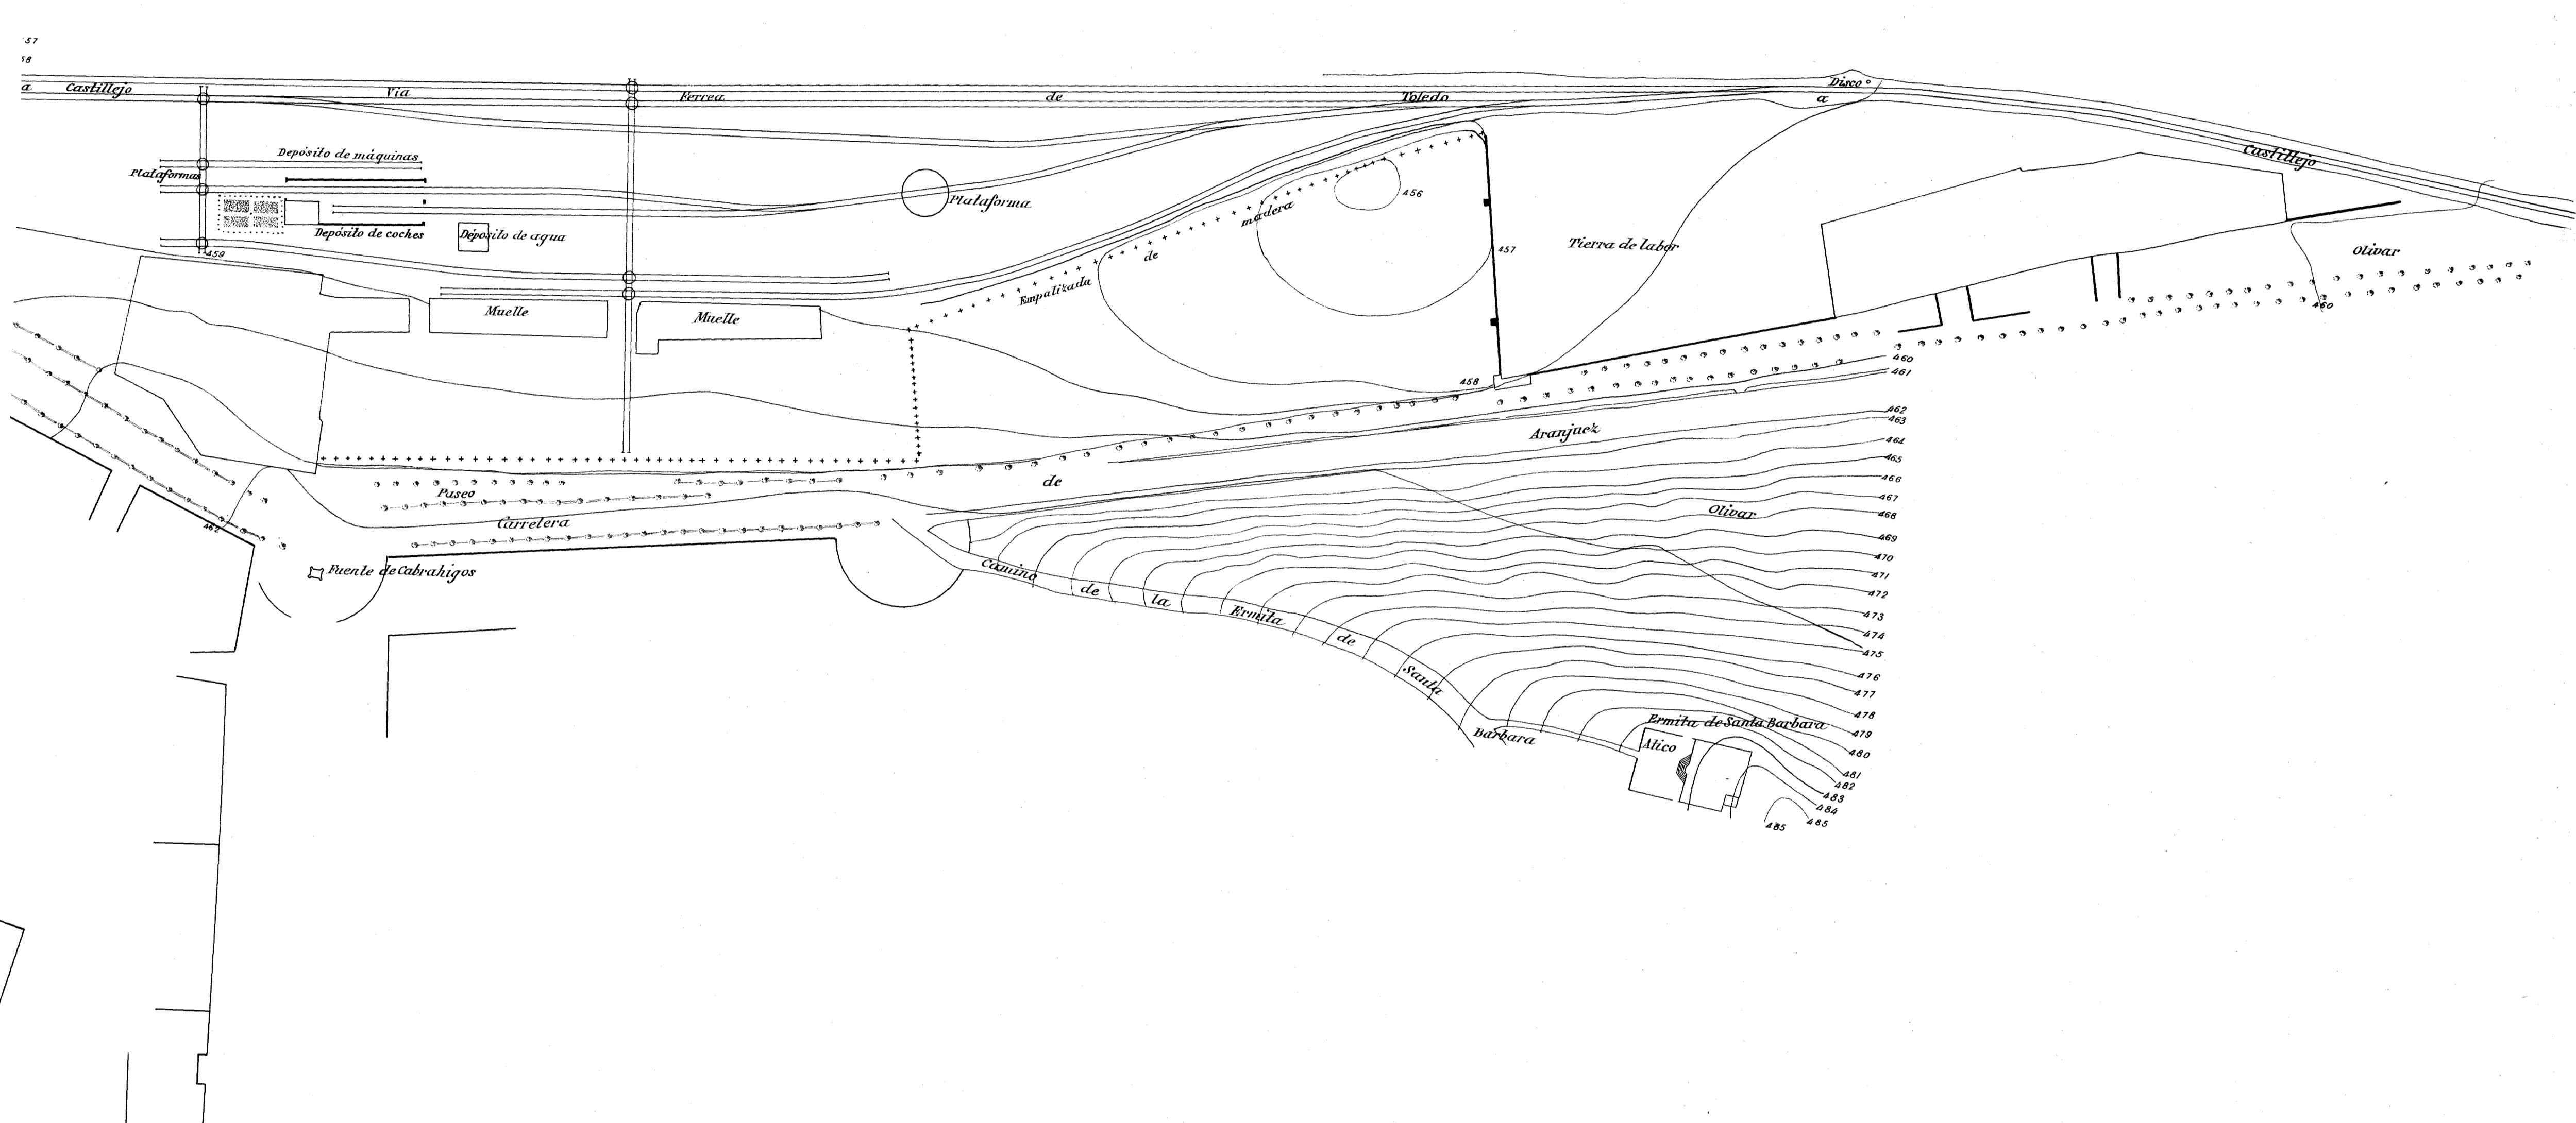 57
58
a Castillejo Via Ferrea de Toledo a Castillejo
Disco
Depósito de máquinas
Plataformas
Plataforma
Depósito de coches
Depósito de agua
459
Muelle
Muelle
Empalizada de madera
456
457
458
Tierra de labor
Olivar
460
460
461
462
463
464
465
466
467
468
469
470
471
472
473
474
475
476
477
478
479
480
481
482
483
484
485
485
Paseo
Carretera de Aranjuez
462
Fuente de Cabrahigos
Olivar
Camino de la Ermita de Santa Barbara
Ermita de Santa Barbara
Atico